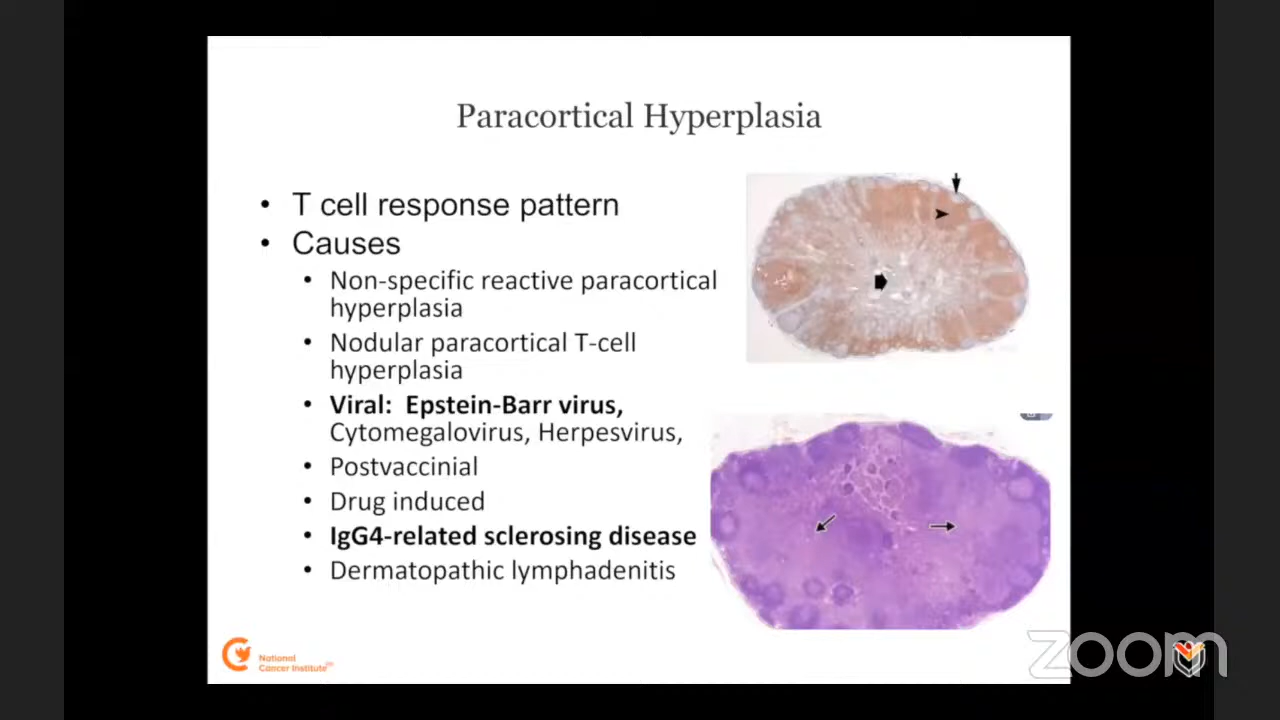 Paracortical Hyperplasia
• T cell response pattern
• Causes
• Non-specific reactive paracortical
hyperplasia
• Nodular paracortical T-cell
hyperplasia
• Viral: Epstein-Barr virus,
Cytomegalovirus, Herpesvirus,
• Postvaccinial
• Drug induced
• IgG4-related sclerosing disease
• Dermatopathic lymphadenitis
National
Cancer Institute
zoom